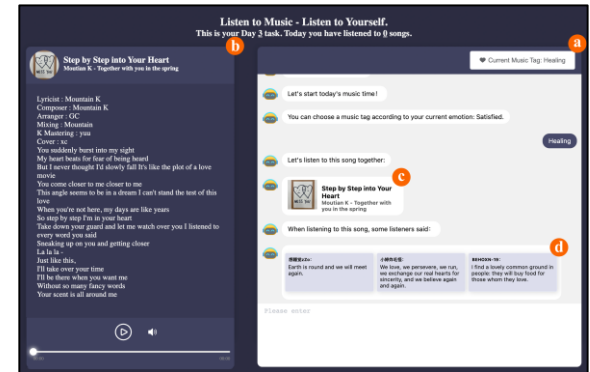 Listen to Music - Listen to Yourself.
This is your Day 3 task. Today you have listened to 0 songs.
b
a
Step by Step into Your Heart
Moutian K - Together with you in the spring
Current Music Tag: Healing
Lyricist : Mountain K
Composer : Mountain K
Arranger : GC
Mixing : Mountain
K Mastering : yuu
Cover : xc
You suddenly burst into my sight
My heart beats for fear of being heard
But I never thought I'd slowly fall It's like the plot of a love
movie
You come closer to me closer to me
This angle seems to be in a dream I can't stand the test of this
love
When you're not here, my days are like years
So step by step I'm in your heart
Take down your guard and let me watch over you I listened to
every word you said
Sneaking up on you and getting closer
La la la -
Just like this,
I'll take over your time
I'll be there when you want me
Without so many fancy words
Your scent is all around me
Let's start today's music time!
You can choose a music tag according to your current emotion: Satisfied.
Healing
Let's listen to this song together:
c
Step by Step into Your
Heart
Moutian K - Together with
you in the spring
When listening to this song, some listeners said:
d
Earth is round and we will meet
again.
We love, we persevere, we run,
we exchange our real hearts for
sincerity, and we believe again
and again.
I find a lovely common ground in
people: they will buy food for
those whom they love.
Please enter